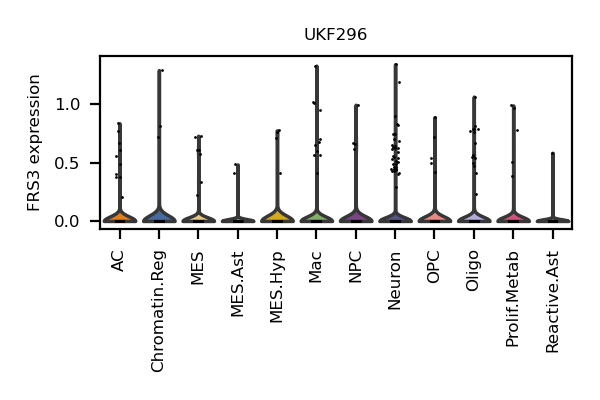 UKF296
FRS3 expression
1.0
0.5
0.0
AC
Chromatin.Reg
MES
MES.Ast
MES.Hyp
Mac
NPC
Neuron
OPC
Oligo
Prolif.Metab
Reactive.Ast